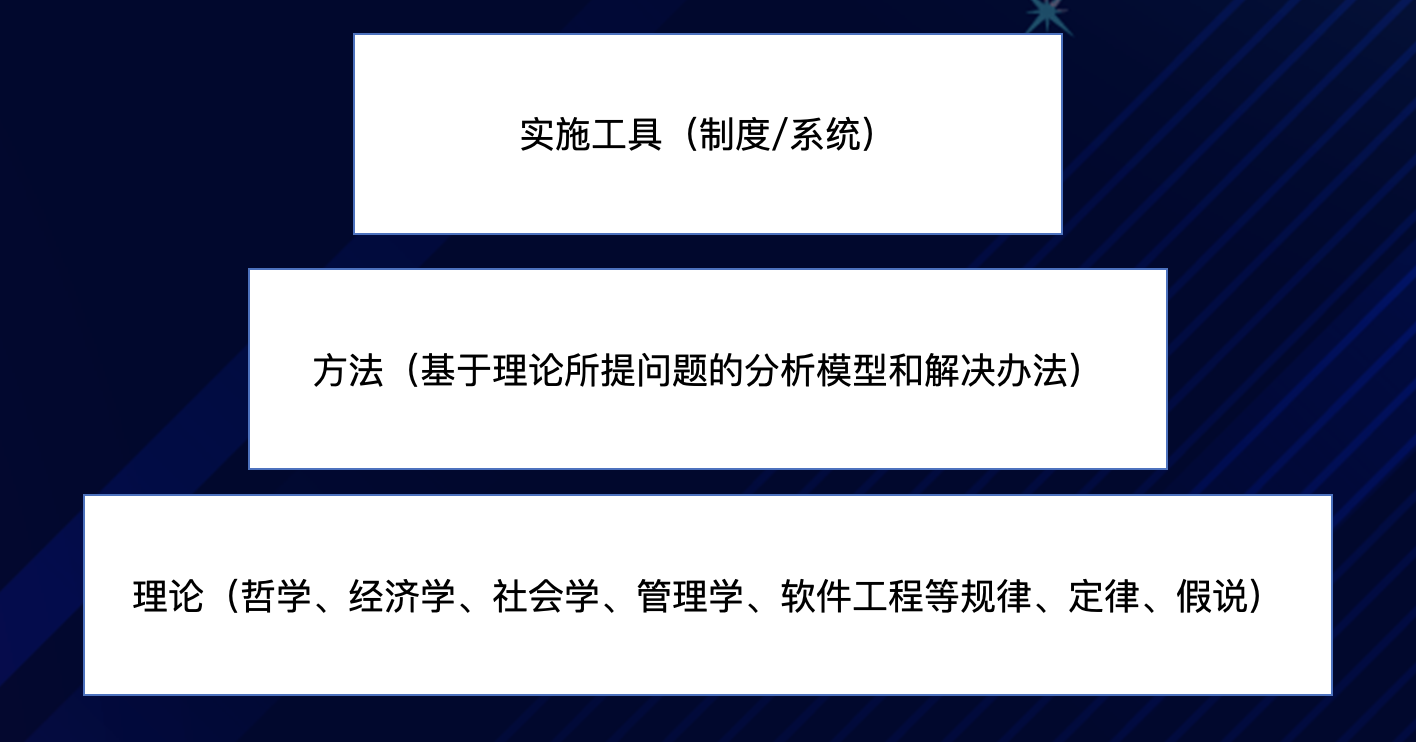 实施工具（制度/系统）
方法（基于理论所提问题的分析模型和解决办法）
理论（哲学、经济学、社会学、管理学、软件工程等规律、定律、假说）